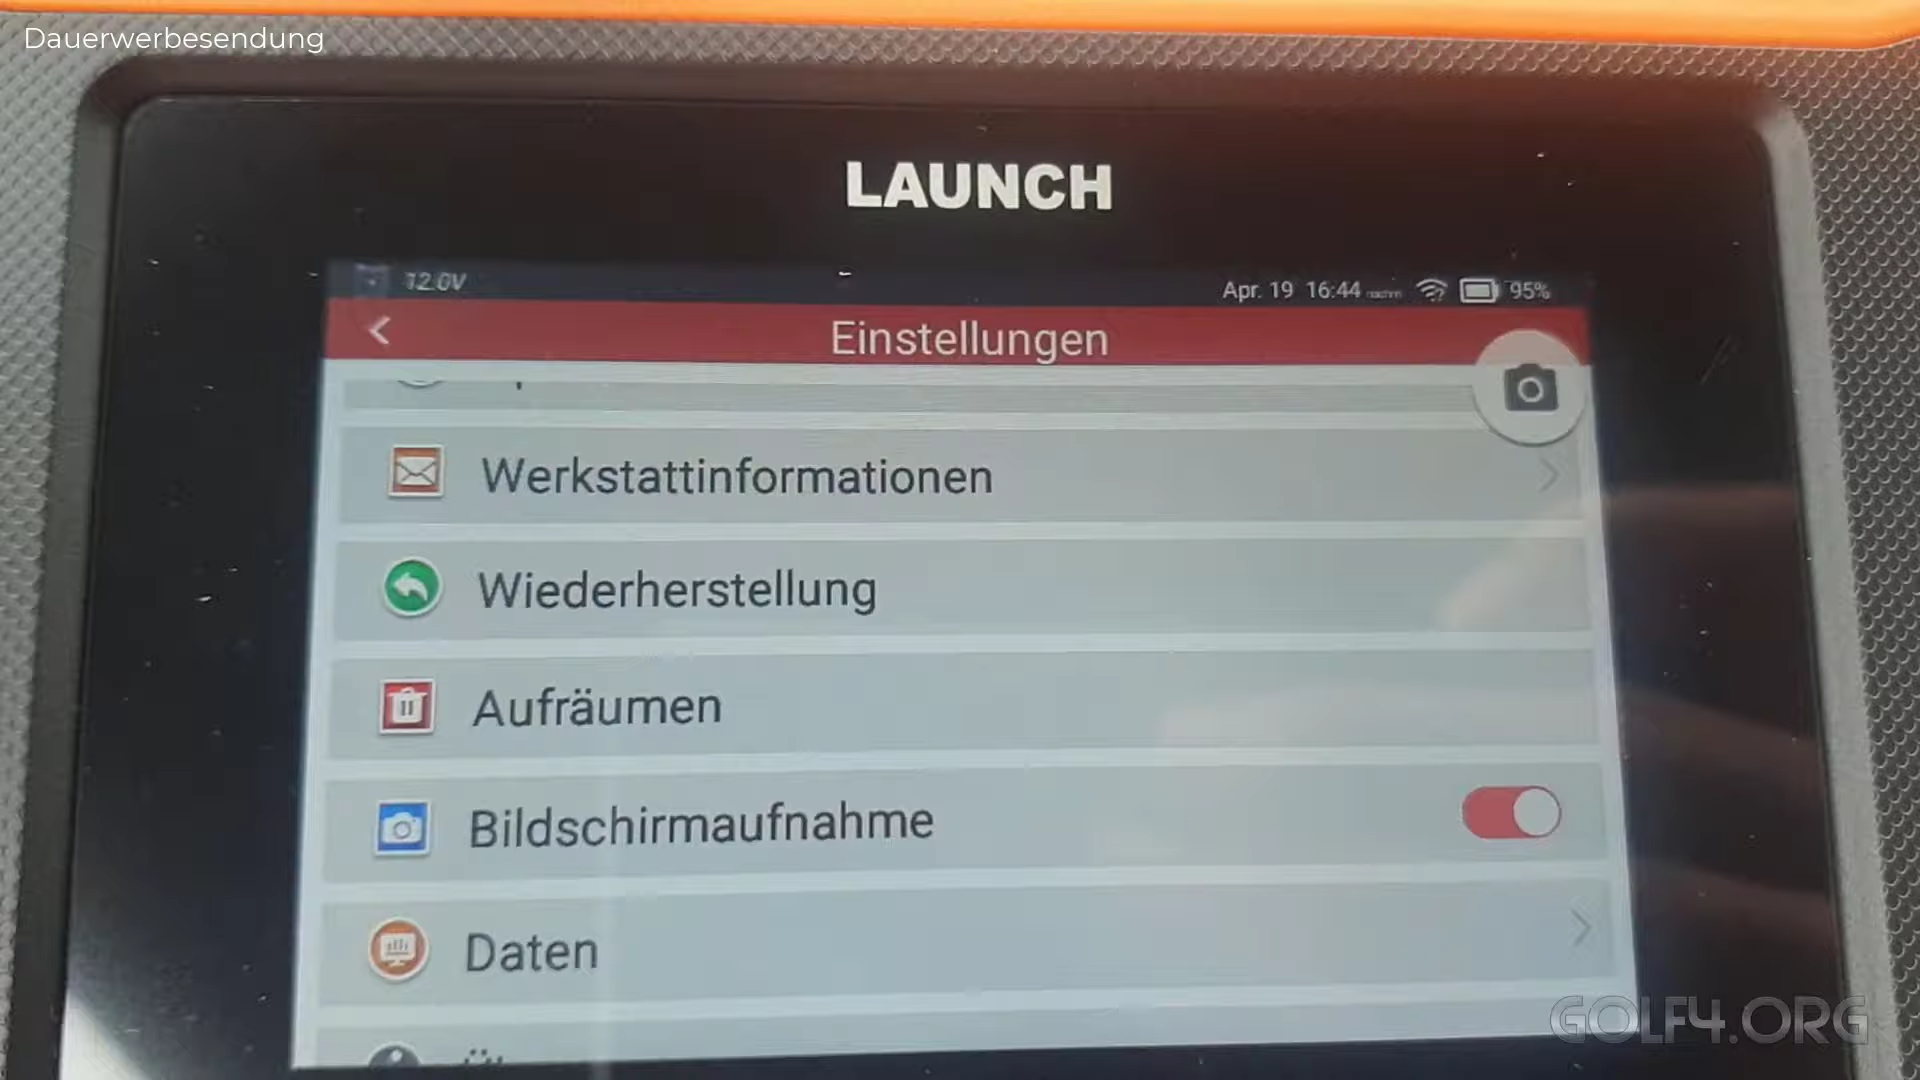 Dauerwerbesendung
LAUNCH
12.0V
Apr. 19 16:44 95%
Einstellungen
Werkstattinformationen
Wiederherstellung
Aufräumen
Bildschirmaufnahme
Daten
GOLF4.ORG